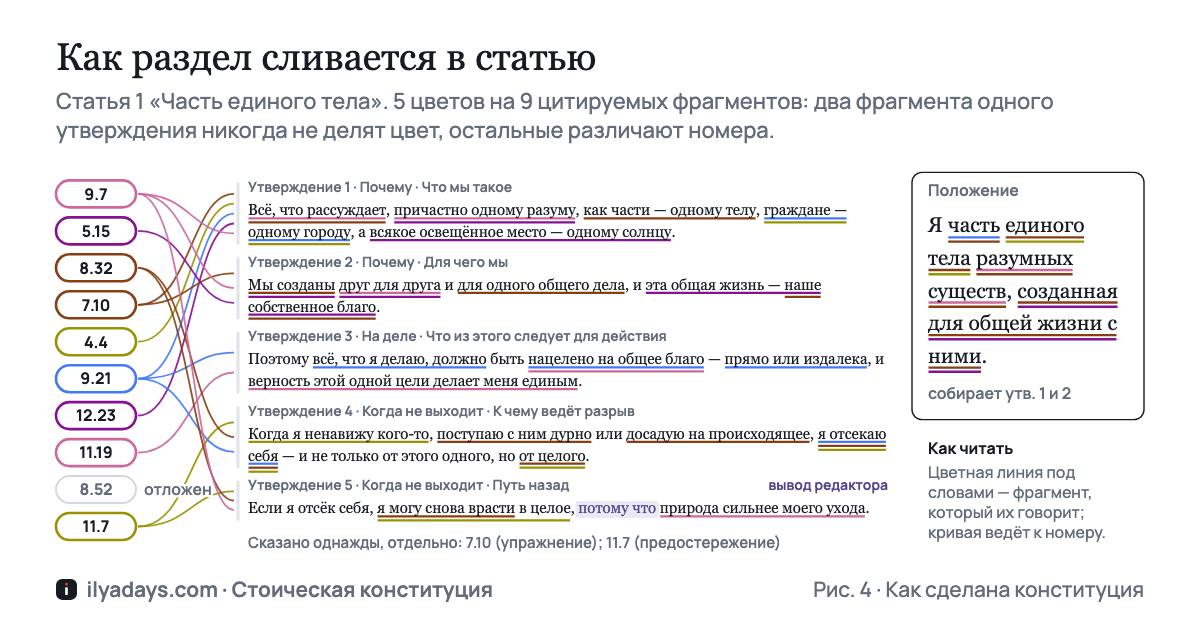 Как раздел сливается в статью
Статья 1 «Часть единого тела». 5 цветов на 9 цитируемых фрагментов: два фрагмента одного
утверждения никогда не делят цвет, остальные различают номера.
9.7
5.15
8.32
7.10
4.4
9.21
12.23
11.19
8.52 отложен
11.7
Утверждение 1 · Почему · Что мы такое
Всё, что рассуждает, причастно одному разуму, как части — одному телу, граждане —
одному городу, а всякое освещённое место — одному солнцу.
Утверждение 2 · Почему · Для чего мы
Мы созданы друг для друга и для одного общего дела, и эта общая жизнь — наше
собственное благо.
Утверждение 3 · На деле · Что из этого следует для действия
Поэтому всё, что я делаю, должно быть нацелено на общее благо — прямо или издалека, и
верность этой одной цели делает меня единым.
Утверждение 4 · Когда не выходит · К чему ведёт разрыв
Когда я ненавижу кого-то, поступаю с ним дурно или досадую на происходящее, я отсекаю
себя — и не только от этого одного, но от целого.
Утверждение 5 · Когда не выходит · Путь назад вывод редактора
Если я отсёк себя, я могу снова врасти в целое, потому что природа сильнее моего ухода.
Сказано однажды, отдельно: 7.10 (упражнение); 11.7 (предостережение)
Положение
Я часть единого
тела разумных
существ, созданная
для общей жизни с
ними.
собирает утв. 1 и 2
Как читать
Цветная линия под
словами — фрагмент,
который их говорит;
кривая ведёт к номеру.
i ilyadays.com · Стоическая конституция
Рис. 4 · Как сделана конституция